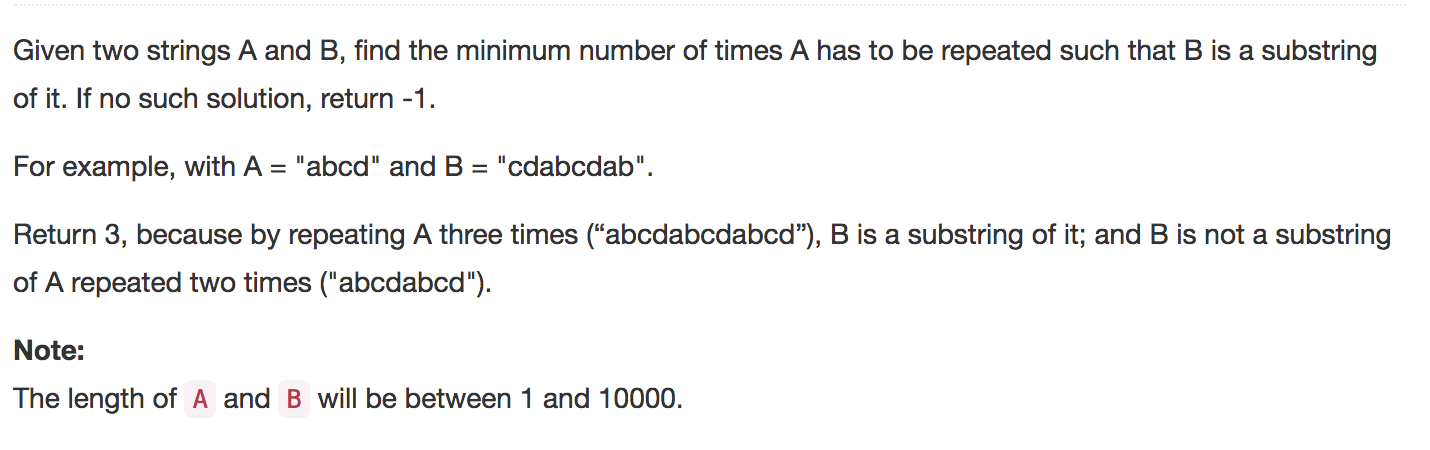 Given two strings A and B, find the minimum number of times A has to be repeated such that B is a substring
of it. If no such solution, return -1.
For example, with A = "abcd" and B = "cdabcdab".
Return 3, because by repeating A three times (“abcdabcdabcd”), B is a substring of it; and B is not a substring
of A repeated two times ("abcdabcd").
Note:
The length of A and B will be between 1 and 10000.